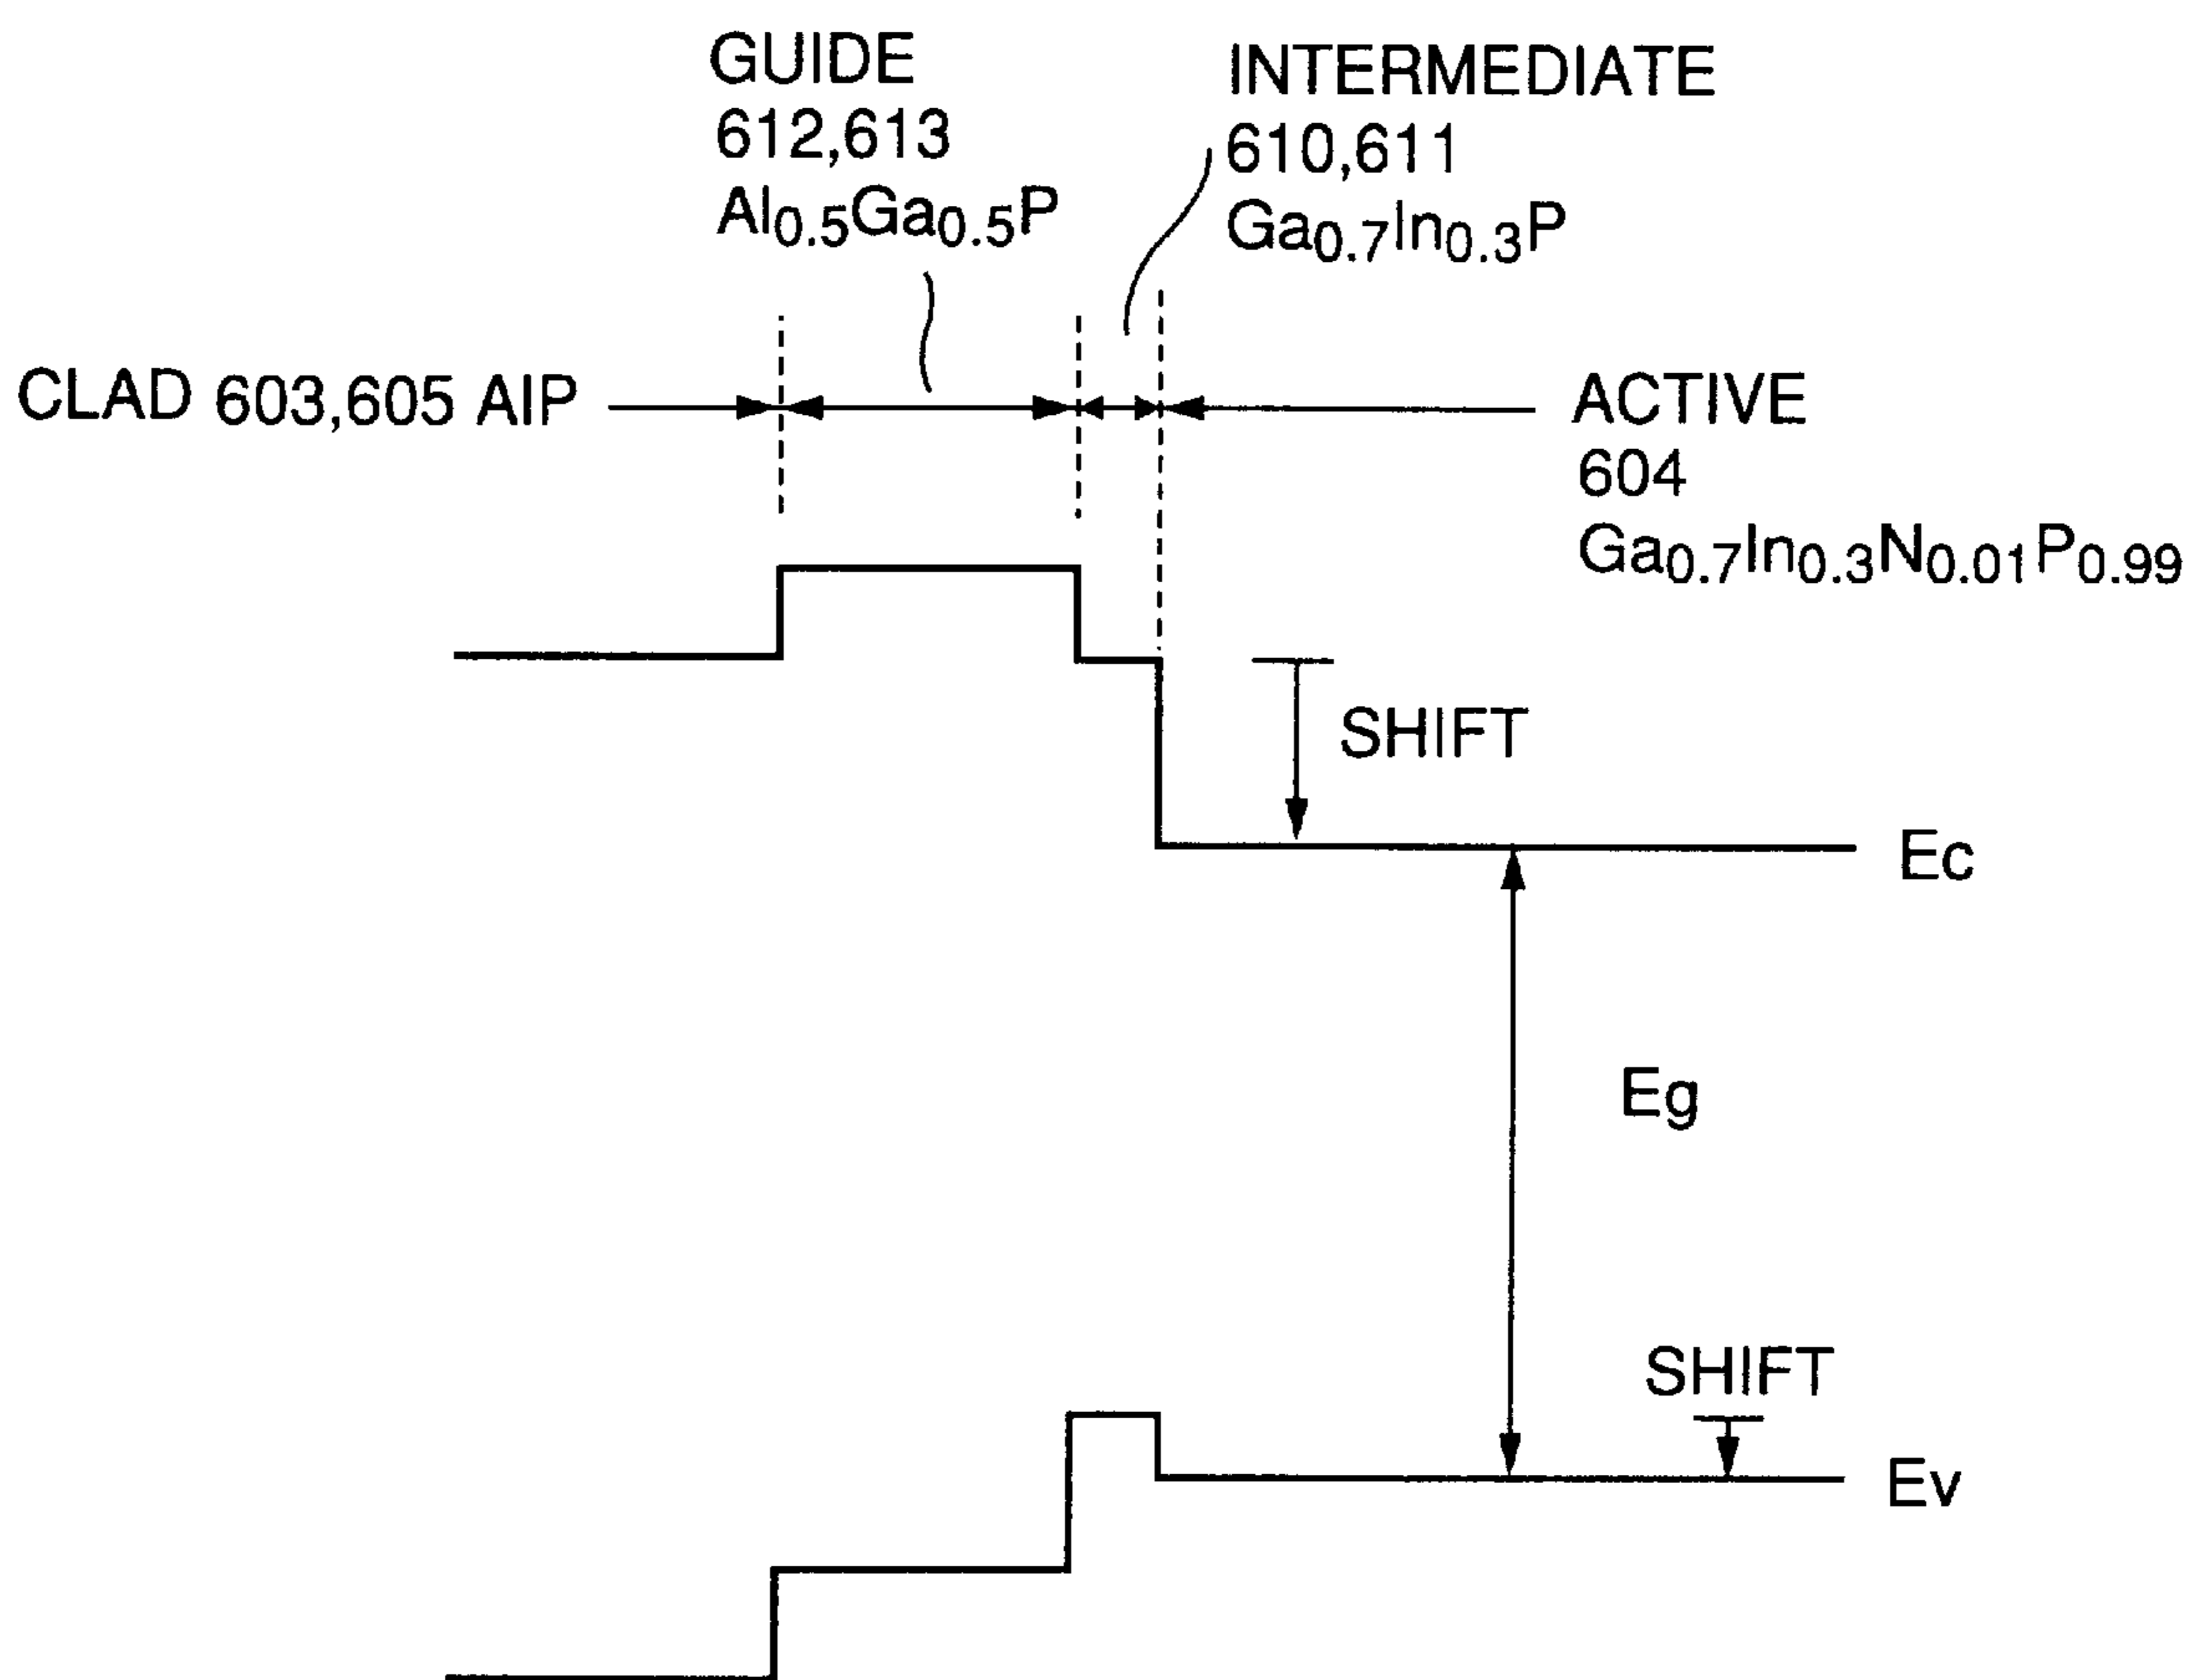 GUIDE
612,613
Al0.5Ga0.5P
INTERMEDIATE
610,611
Ga0.7In0.3P
CLAD 603,605 AlP
ACTIVE
604
Ga0.7In0.3N0.01P0.99
SHIFT
Ec
Eg
SHIFT
Ev